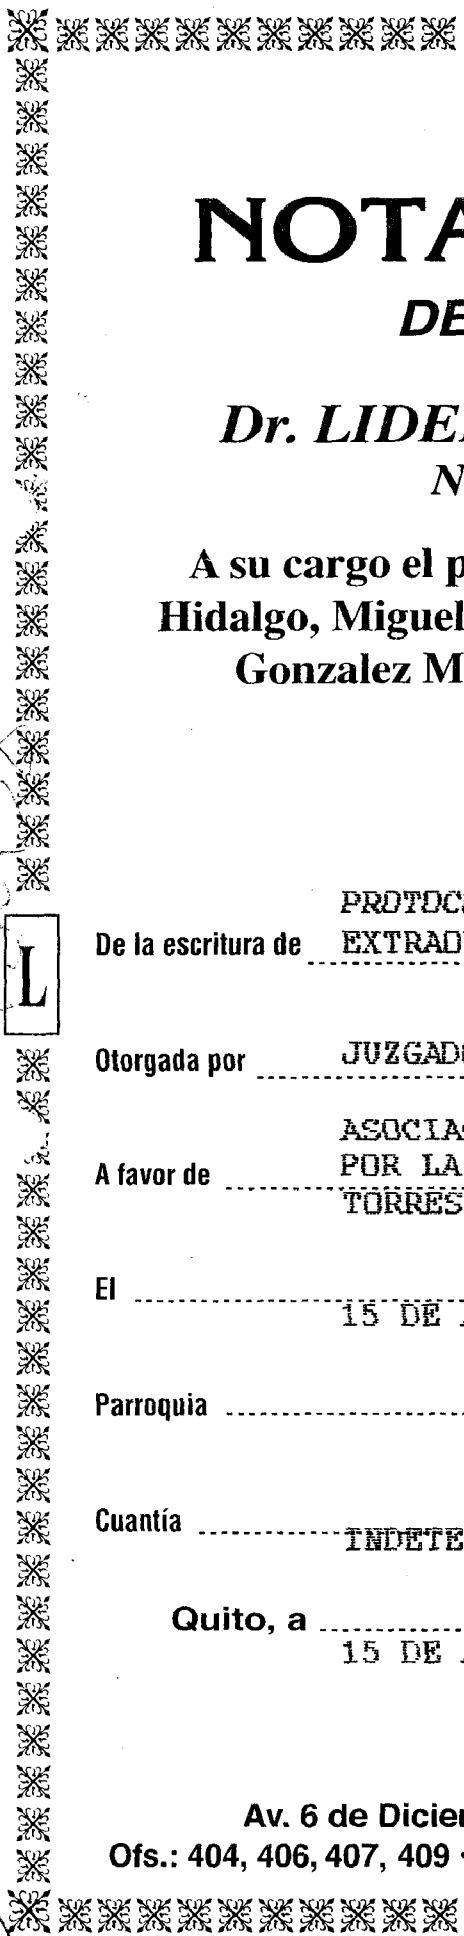 NOTA
DE
Dr. LIDE
N
A su cargo el p
Hidalgo, Miguel
Gonzalez M
PROTOC
De la escritura de EXTRAD
L
Otorgada por JUZGAD
ASOCIA
A favor de POR LA
TORRES
El
15 DE
Parroquia
Cuantía INDETE
Quito, a
15 DE
Av. 6 de Dicie
Ofs.: 404, 406, 407, 409